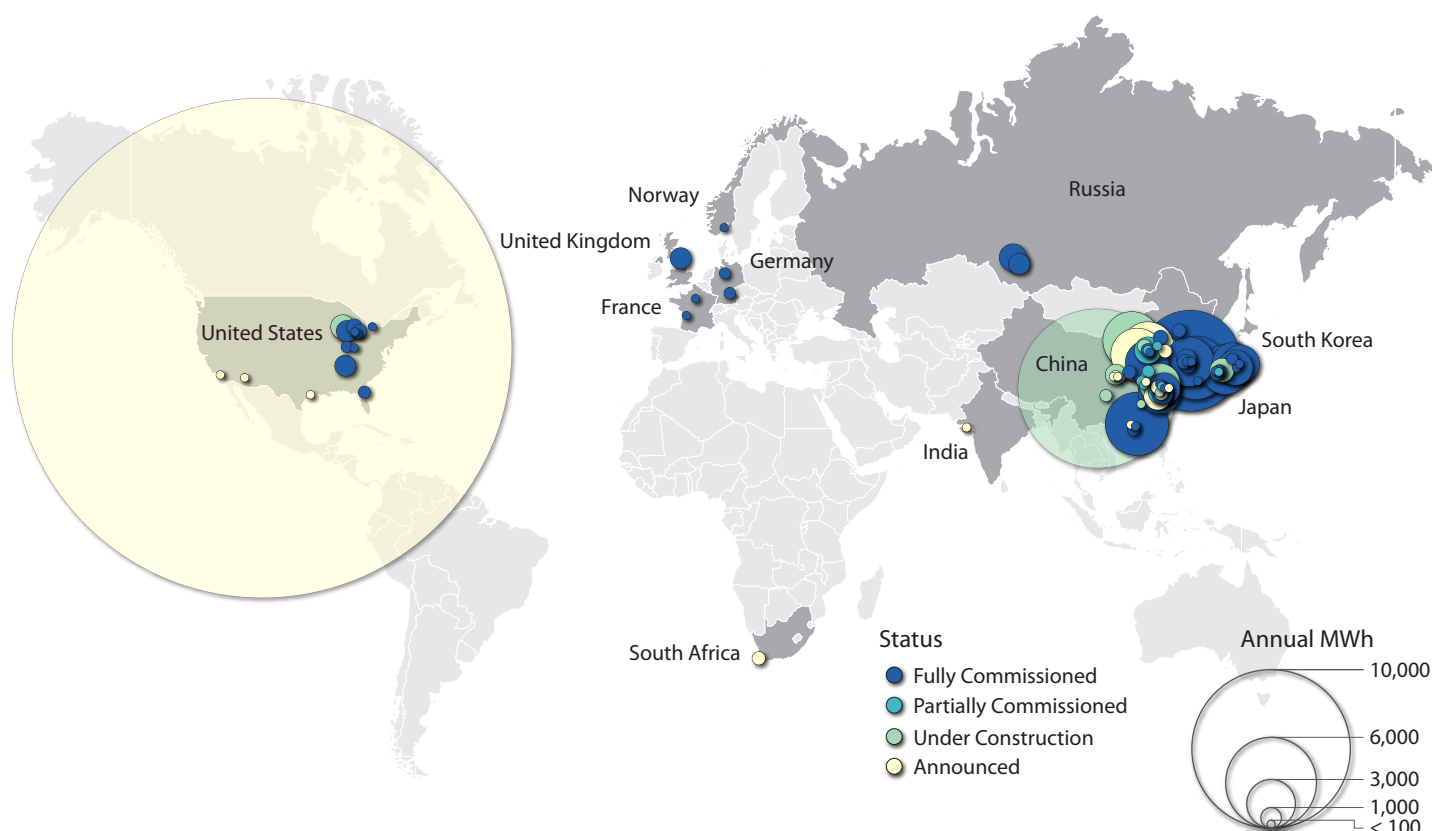 Norway
Russia
United Kingdom
Germany
France
United States
South Korea
China
Japan
India
South Africa
Status
Fully Commissioned
Partially Commissioned
Under Construction
Announced
Annual MWh
10,000
6,000
3,000
1,000
< 100